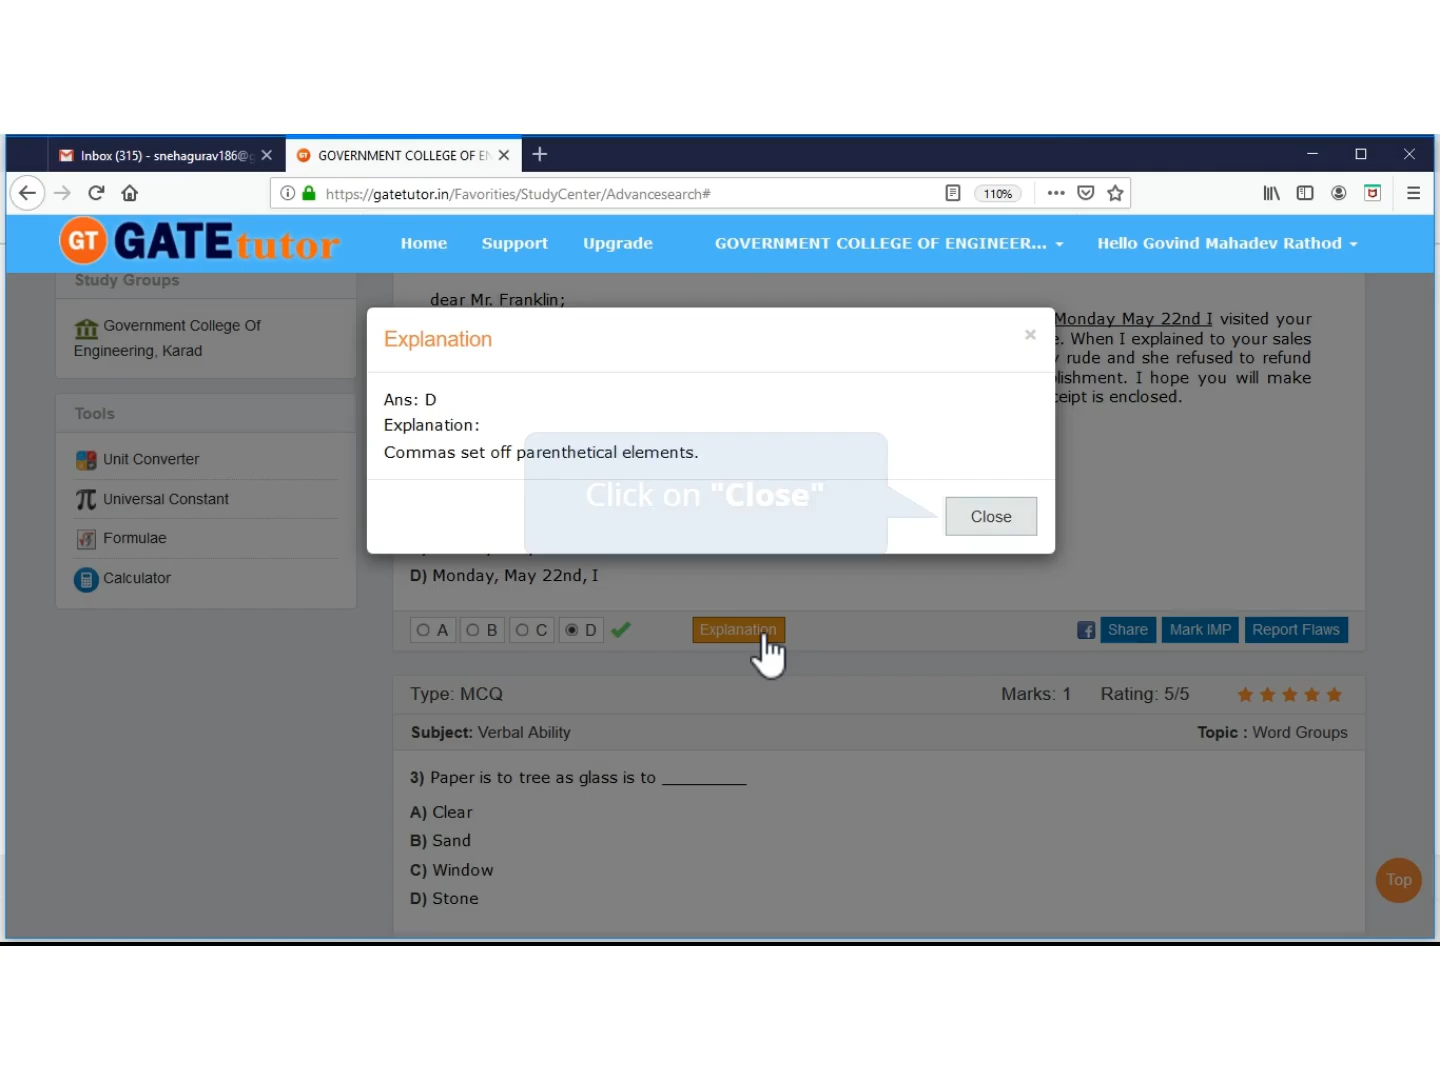 Inbox (315) - snehagurav186@g
GOVERNMENT COLLEGE OF EN
https://gatetutor.in/Favorities/StudyCenter/Advancesearch#
110%
GT GATEtutor
Home
Support
Upgrade
GOVERNMENT COLLEGE OF ENGINEER...
Hello Govind Mahadev Rathod
Study Groups
Government College Of
Engineering, Karad
Tools
Unit Converter
Universal Constant
Formulae
Calculator
dear Mr. Franklin;
Monday May 22nd I visited your
e. When I explained to your sales
rude and she refused to refund
lishment. I hope you will make
eipt is enclosed.
Explanation
×
Ans: D
Explanation:
Commas set off parenthetical elements.
Click on "Close"
Close
D) Monday, May 22nd, I
A B C D
Explanation
Share
Mark IMP
Report Flaws
Type: MCQ
Marks: 1
Rating: 5/5
Subject: Verbal Ability
Topic : Word Groups
3) Paper is to tree as glass is to __________
A) Clear
B) Sand
C) Window
D) Stone
Top